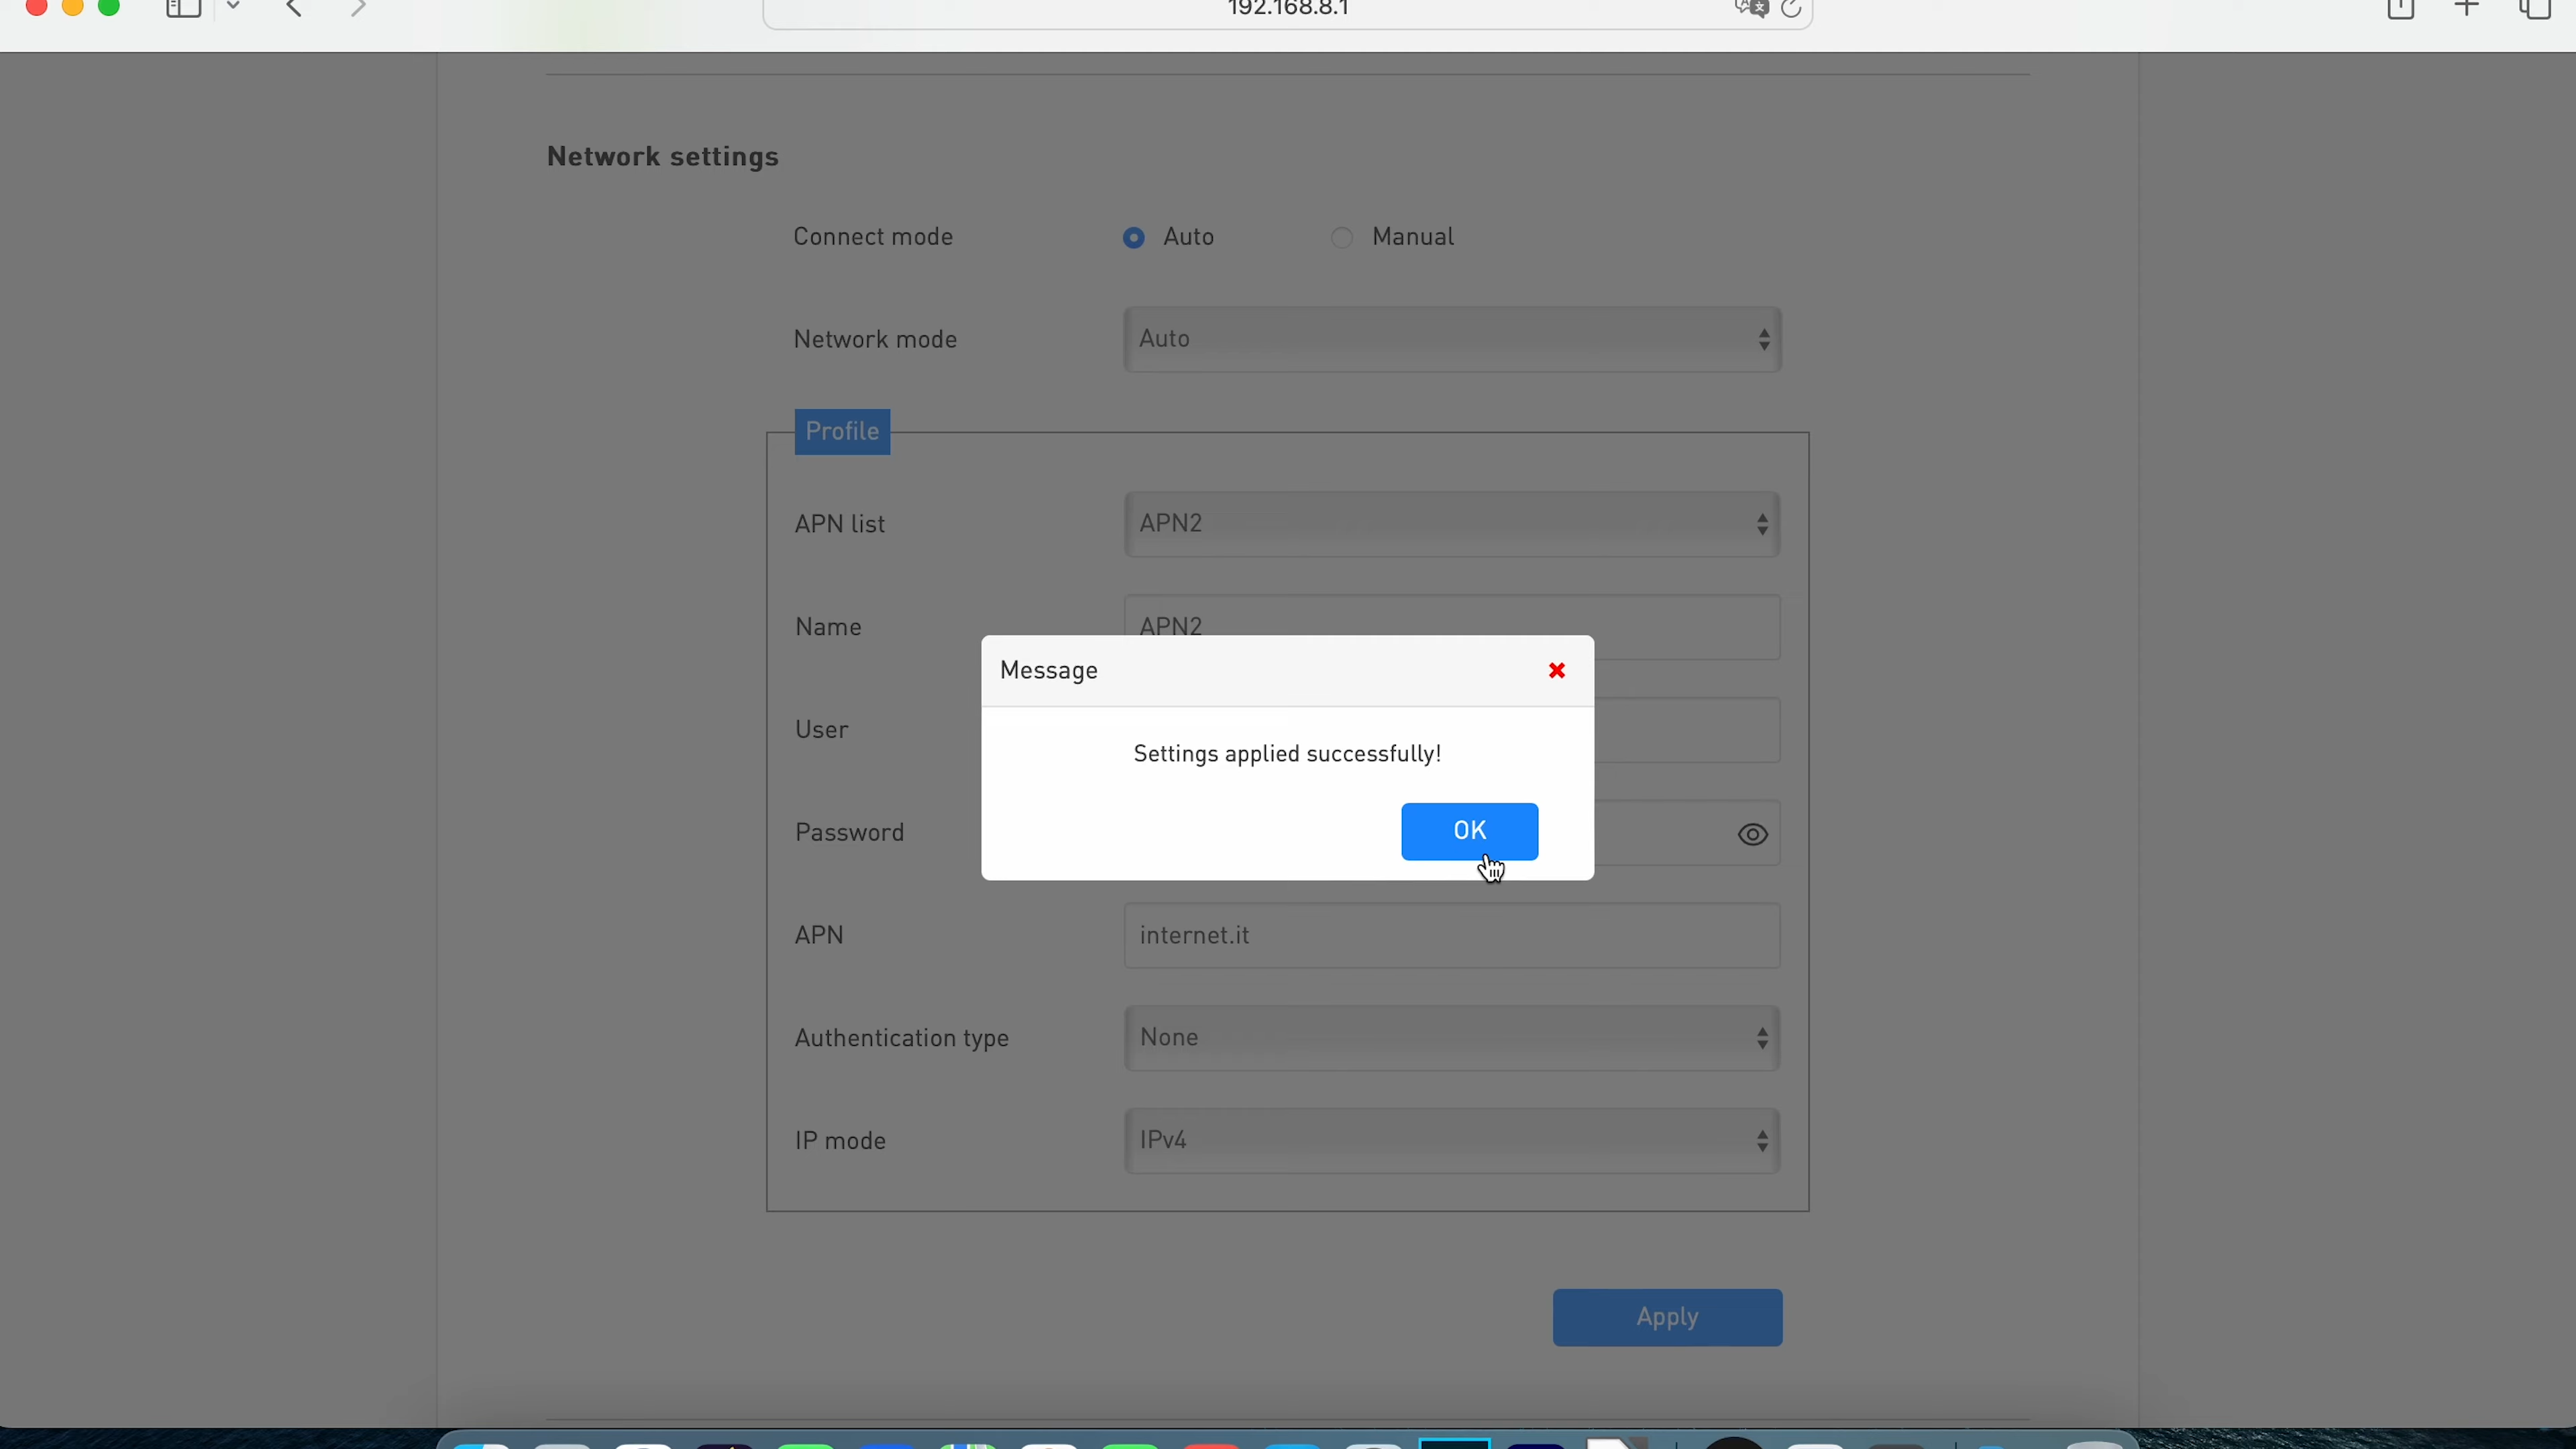 192.168.8.1
Network settings
Connect mode Auto Manual
Network mode Auto
Profile
APN list APN2
Name APN2
Message
User
Settings applied successfully!
Password OK
APN internet.it
Authentication type None
IP mode IPv4
Apply